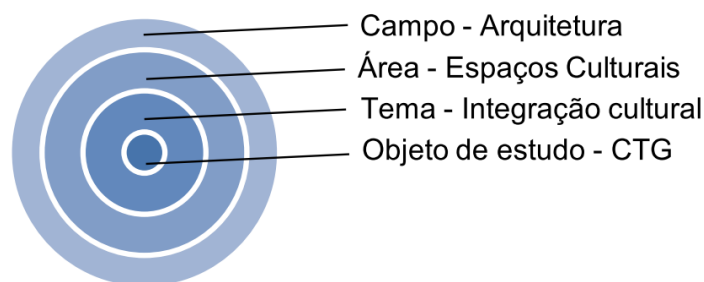 Campo - Arquitetura
Área - Espaços Culturais
Tema - Integração cultural
Objeto de estudo - CTG